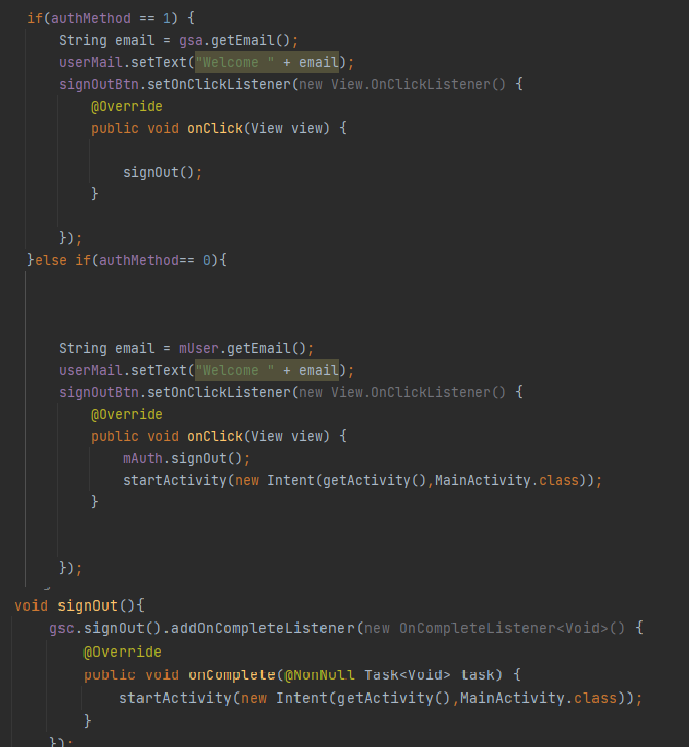 if(authMethod == 1) {
String email = gsa.getEmail();
userMail.setText("Welcome " + email);
signOutBtn.setOnClickListener(new View.OnClickListener() {
@Override
public void onClick(View view) {
signOut();
}
});
}else if(authMethod== 0){
String email = mUser.getEmail();
userMail.setText("Welcome " + email);
signOutBtn.setOnClickListener(new View.OnClickListener() {
@Override
public void onClick(View view) {
mAuth.signOut();
startActivity(new Intent(getActivity(),MainActivity.class));
}
});
void signOut(){
gsc.signOut().addOnCompleteListener(new OnCompleteListener<Void>() {
@Override
public void onComplete(@NonNull Task<Void> task) {
startActivity(new Intent(getActivity(),MainActivity.class));
}
});